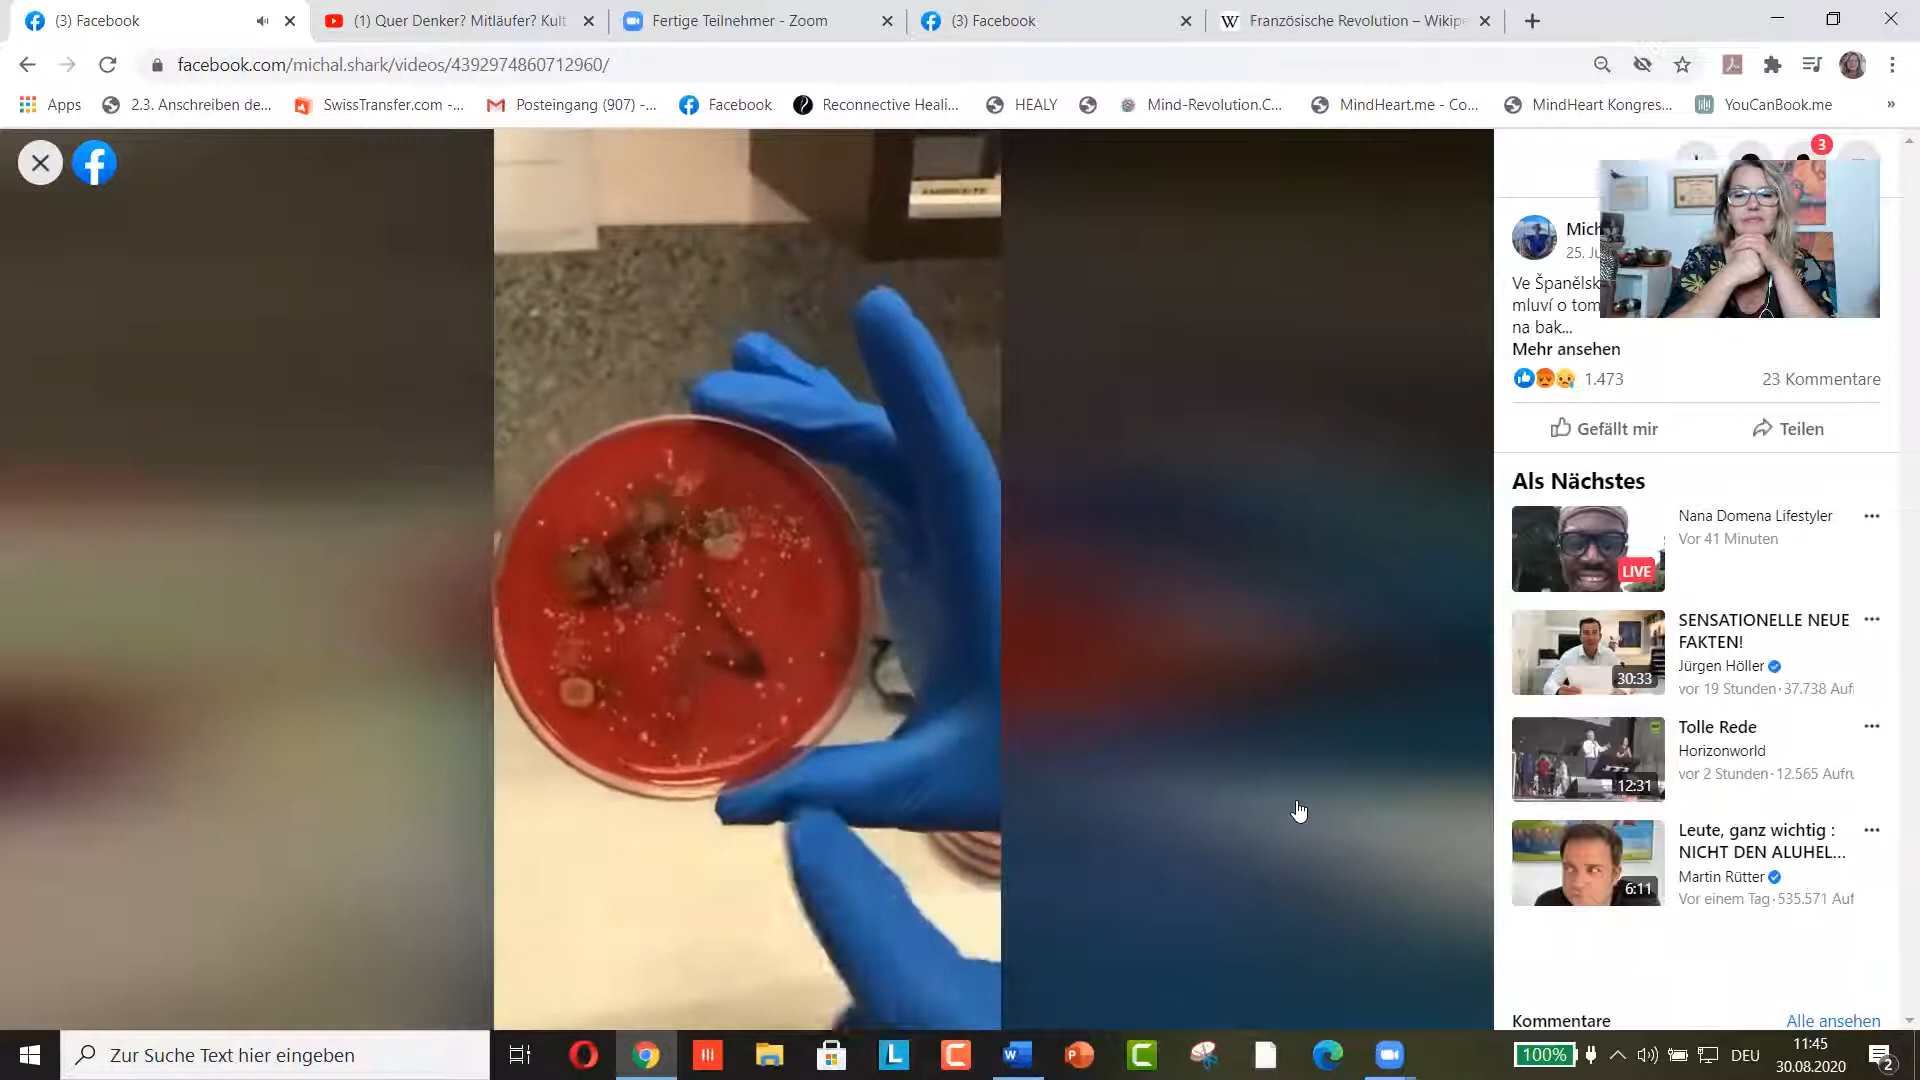 (3) Facebook
(1) Quer Denker? Mitläufer? Kult
Fertige Teilnehmer - Zoom
(3) Facebook
Französische Revolution – Wikipe
facebook.com/michal.shark/videos/4392974860712960/
Apps
2.3. Anschreiben de...
SwissTransfer.com -...
Posteingang (907) -...
Facebook
Reconnective Heali...
HEALY
Mind-Revolution.C...
MindHeart.me - Co...
MindHeart Kongres...
YouCanBook.me
»
3
Mich
25. Ju
Ve Španělsk
mluví o tom
na bak...
Mehr ansehen
1.473
23 Kommentare
Gefällt mir
Teilen
Als Nächstes
Nana Domena Lifestyler
Vor 41 Minuten
LIVE
SENSATIONELLE NEUE
FAKTEN!
Jürgen Höller
vor 19 Stunden · 37.738 Auf
30:33
Tolle Rede
Horizonworld
vor 2 Stunden · 12.565 Aufru
12:31
Leute, ganz wichtig :
NICHT DEN ALUHEL...
Martin Rütter
Vor einem Tag · 535.571 Auf
6:11
Kommentare
Alle ansehen
Zur Suche Text hier eingeben
100%
DEU
11:45
30.08.2020
2